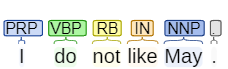 PRP VBP RB IN NNP .
I do not like May .